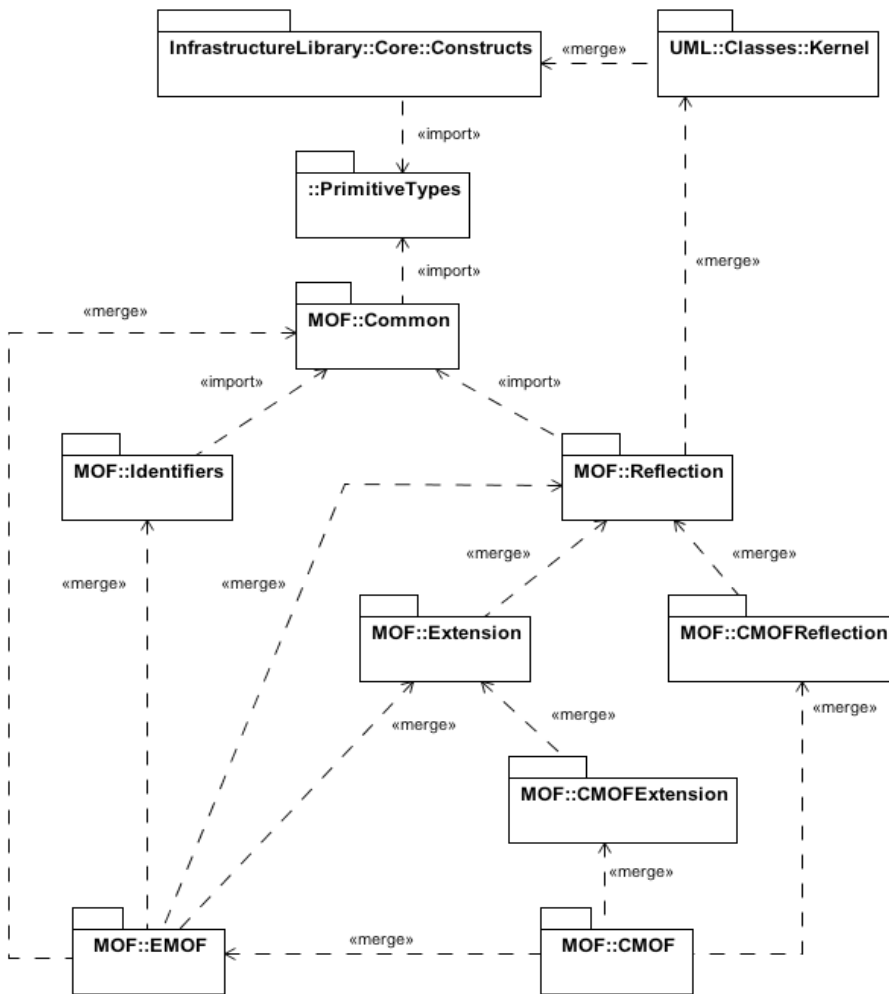 InfrastructureLibrary::Core::Constructs
«merge»
UML::Classes::Kernel
«import»
::PrimitiveTypes
«import»
«merge»
«merge»
MOF::Common
«import»
«import»
MOF::Identifiers
MOF::Reflection
«merge»
«merge»
«merge»
«merge»
MOF::Extension
MOF::CMOFReflection
«merge»
«merge»
«merge»
MOF::CMOFExtension
«merge»
«merge»
MOF::EMOF
MOF::CMOF